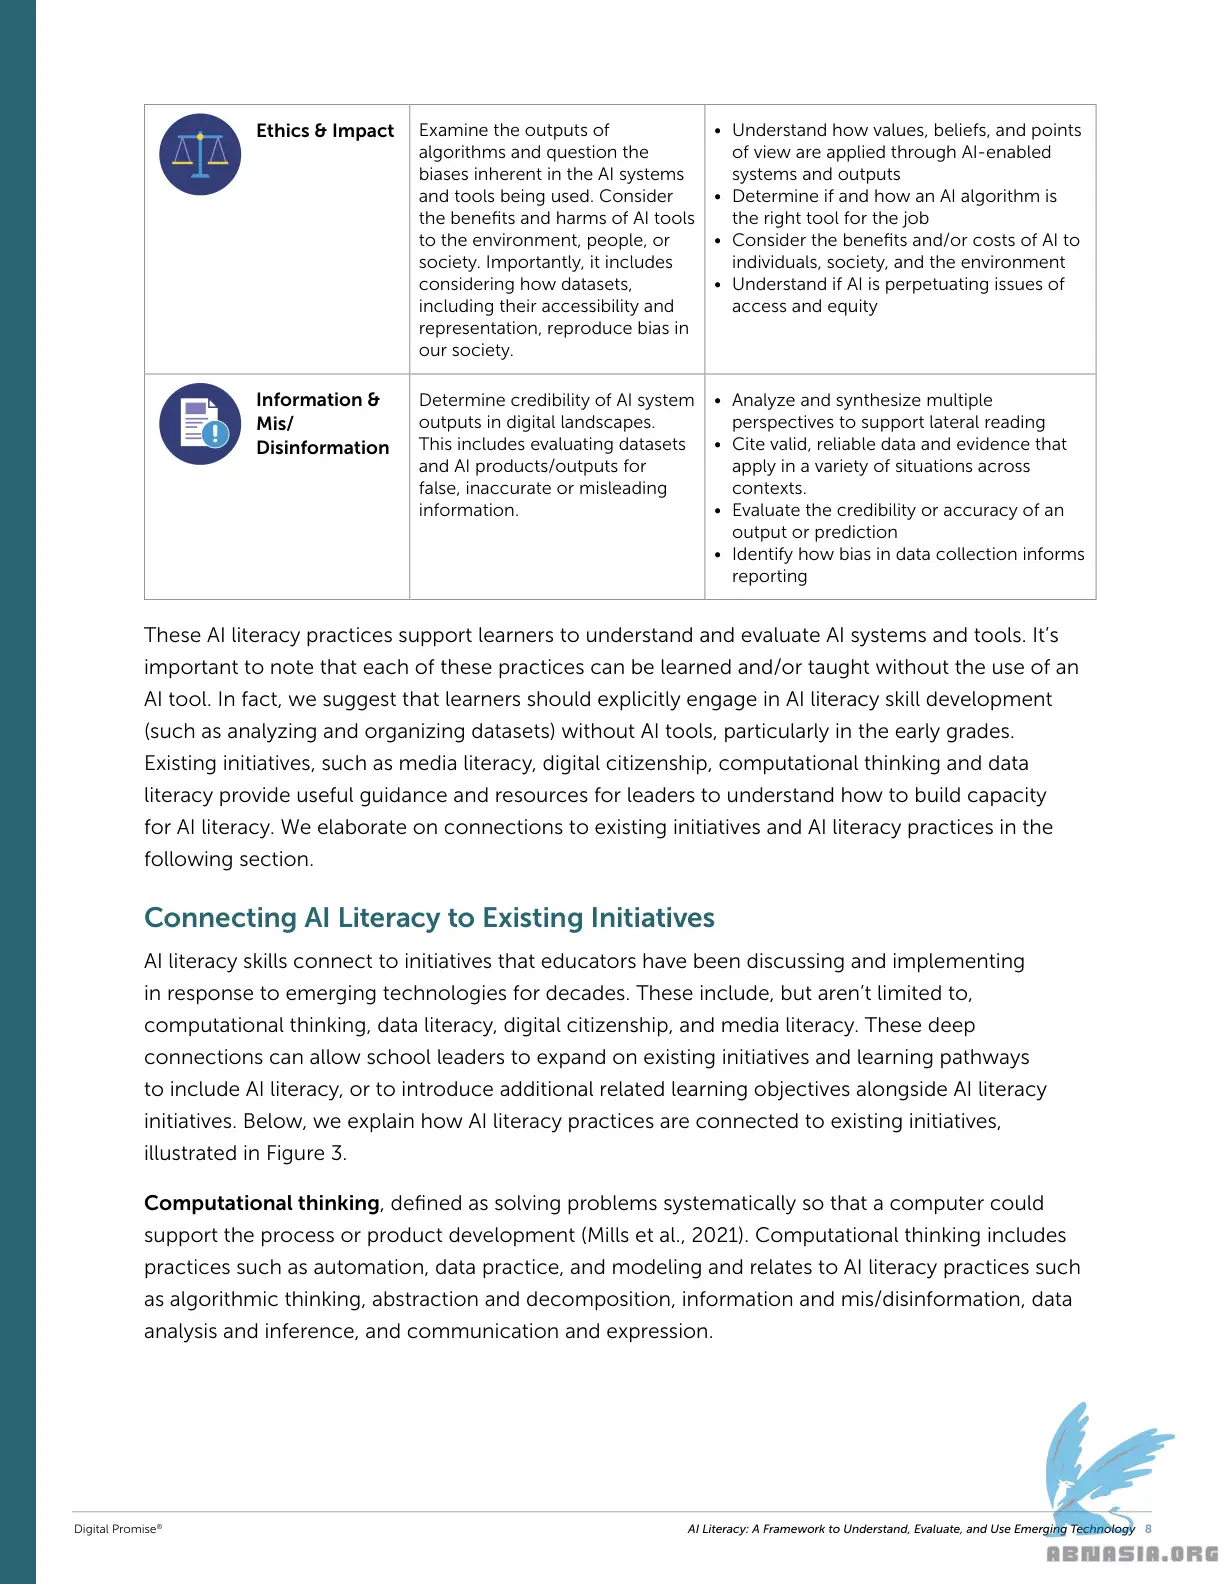 Ethics & Impact
Examine the outputs of
algorithms and question the
biases inherent in the AI systems
and tools being used. Consider
the benefits and harms of AI tools
to the environment, people, or
society. Importantly, it includes
considering how datasets,
including their accessibility and
representation, reproduce bias in
our society.
• Understand how values, beliefs, and points
of view are applied through AI-enabled
systems and outputs
• Determine if and how an AI algorithm is
the right tool for the job
• Consider the benefits and/or costs of AI to
individuals, society, and the environment
• Understand if AI is perpetuating issues of
access and equity
Information &
Mis/
Disinformation
Determine credibility of AI system
outputs in digital landscapes.
This includes evaluating datasets
and AI products/outputs for
false, inaccurate or misleading
information.
• Analyze and synthesize multiple
perspectives to support lateral reading
• Cite valid, reliable data and evidence that
apply in a variety of situations across
contexts.
• Evaluate the credibility or accuracy of an
output or prediction
• Identify how bias in data collection informs
reporting
These AI literacy practices support learners to understand and evaluate AI systems and tools. It’s
important to note that each of these practices can be learned and/or taught without the use of an
AI tool. In fact, we suggest that learners should explicitly engage in AI literacy skill development
(such as analyzing and organizing datasets) without AI tools, particularly in the early grades.
Existing initiatives, such as media literacy, digital citizenship, computational thinking and data
literacy provide useful guidance and resources for leaders to understand how to build capacity
for AI literacy. We elaborate on connections to existing initiatives and AI literacy practices in the
following section.
Connecting AI Literacy to Existing Initiatives
AI literacy skills connect to initiatives that educators have been discussing and implementing
in response to emerging technologies for decades. These include, but aren’t limited to,
computational thinking, data literacy, digital citizenship, and media literacy. These deep
connections can allow school leaders to expand on existing initiatives and learning pathways
to include AI literacy, or to introduce additional related learning objectives alongside AI literacy
initiatives. Below, we explain how AI literacy practices are connected to existing initiatives,
illustrated in Figure 3.
Computational thinking, defined as solving problems systematically so that a computer could
support the process or product development (Mills et al., 2021). Computational thinking includes
practices such as automation, data practice, and modeling and relates to AI literacy practices such
as algorithmic thinking, abstraction and decomposition, information and mis/disinformation, data
analysis and inference, and communication and expression.
Digital Promise®
AI Literacy: A Framework to Understand, Evaluate, and Use Emerging Technology 8
ABNASIA.ORG